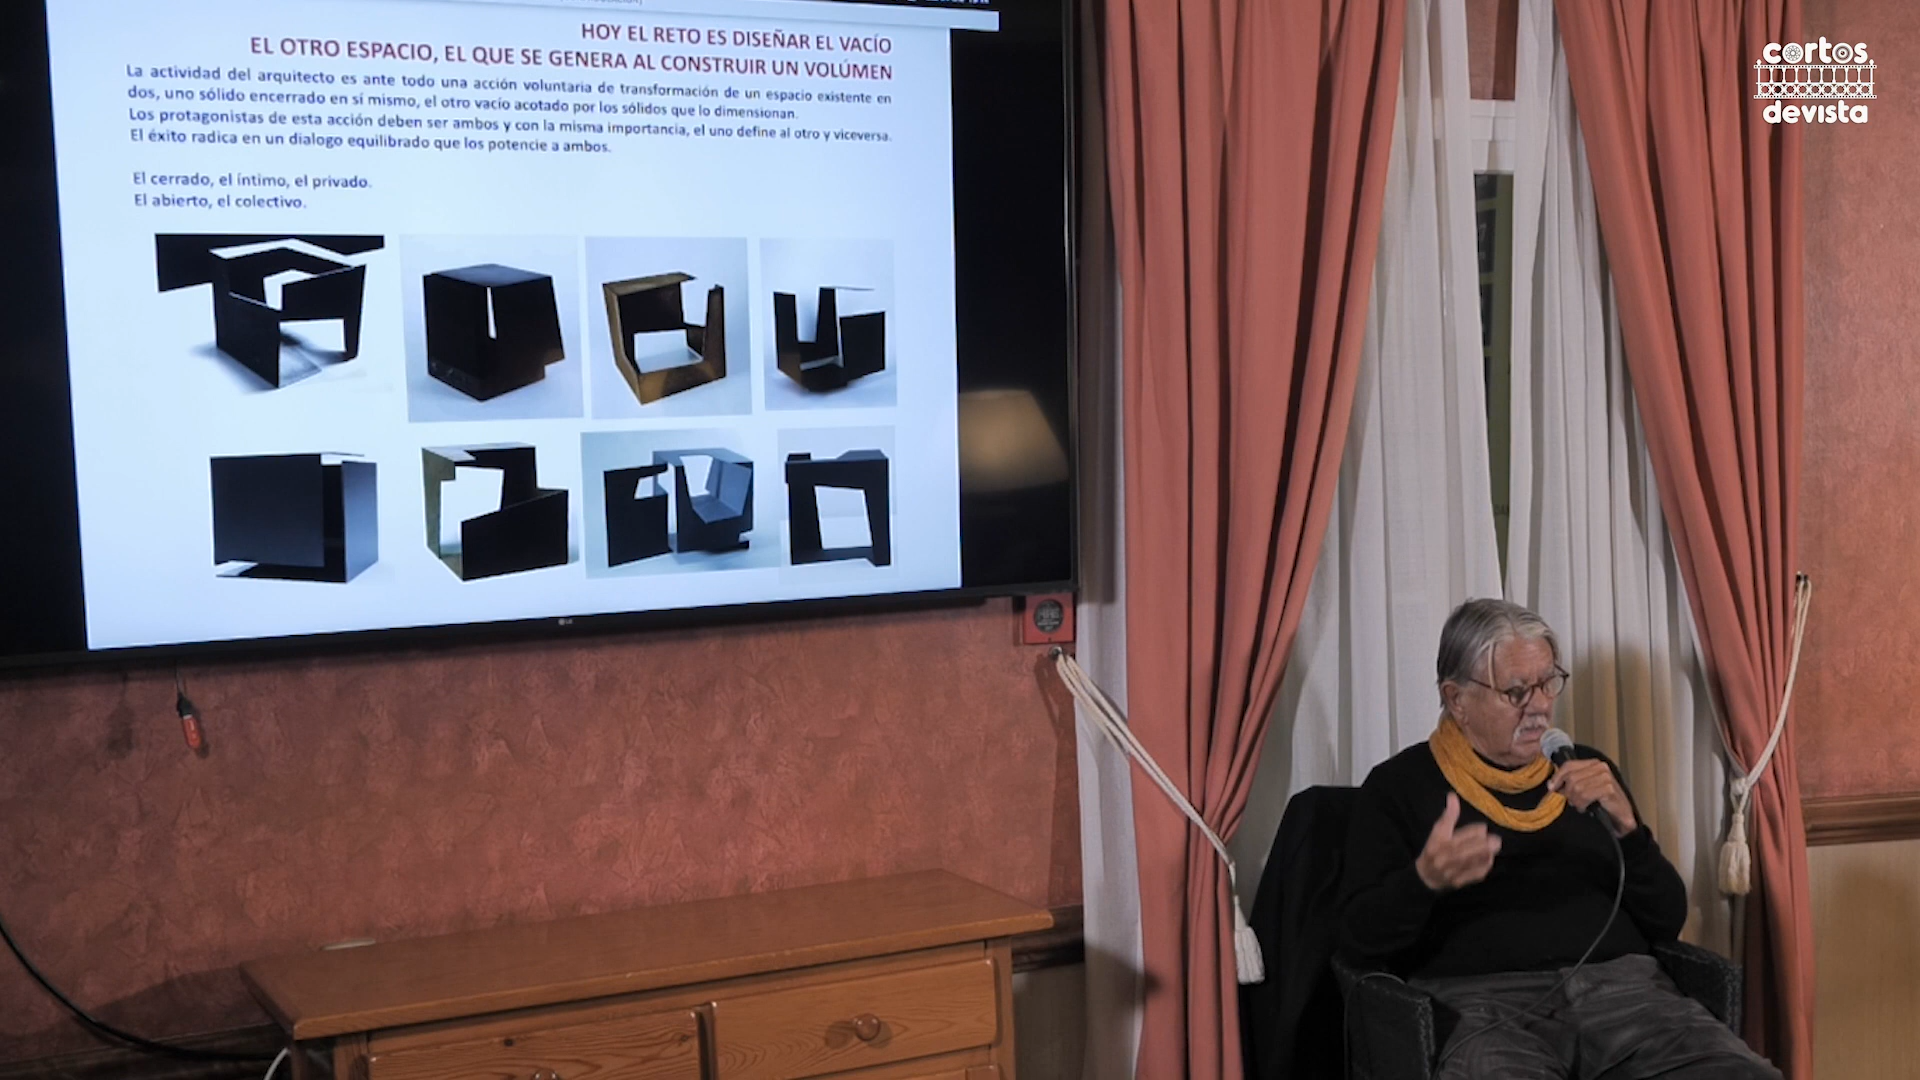 HOY EL RETO ES DISEÑAR EL VACÍO
EL OTRO ESPACIO, EL QUE SE GENERA AL CONSTRUIR UN VOLÚMEN
La actividad del arquitecto es ante todo una acción voluntaria de transformación de un espacio existente en
dos, uno sólido encerrado en sí mismo, el otro vacío acotado por los sólidos que lo dimensionan.
Los protagonistas de esta acción deben ser ambos y con la misma importancia, el uno define al otro y viceversa.
El éxito radica en un dialogo equilibrado que los potencie a ambos.
El cerrado, el íntimo, el privado.
El abierto, el colectivo.
LG
cortos
devista